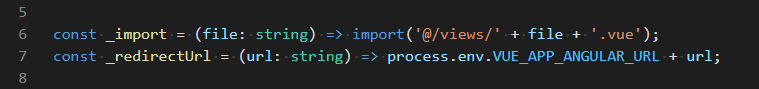 5
6 const _import = (file: string) => import('@/views/' + file + '.vue');
7 const _redirectUrl = (url: string) => process.env.VUE_APP_ANGULAR_URL + url;
8